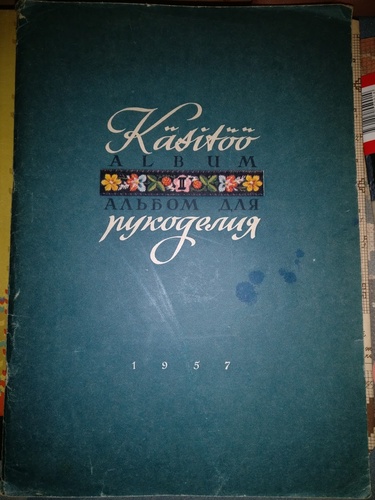 Käsitöö
ALBUM
I
АЛЬБОМ ДЛЯ
рукоделия
1957